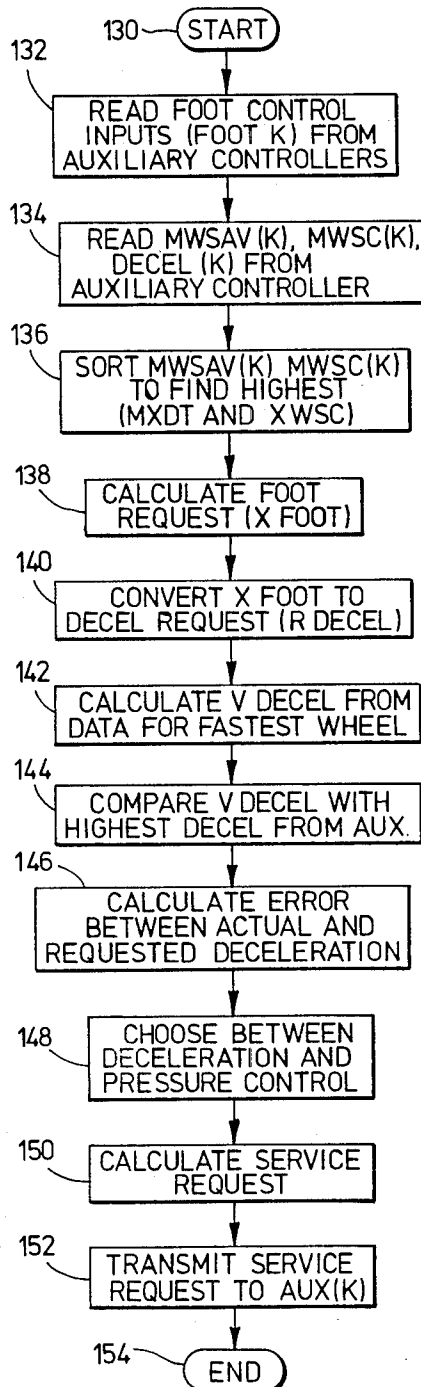 130 START
132
READ FOOT CONTROL
INPUTS (FOOT K) FROM
AUXILIARY CONTROLLERS
134
READ MWSAV(K), MWSC(K),
DECEL (K) FROM
AUXILIARY CONTROLLER
136
SORT MWSAV(K) MWSC(K)
TO FIND HIGHEST
(MXDT AND XWSC)
138
CALCULATE FOOT
REQUEST (X FOOT)
140
CONVERT X FOOT TO
DECEL REQUEST (R DECEL)
142
CALCULATE V DECEL FROM
DATA FOR FASTEST WHEEL
144
COMPARE V DECEL WITH
HIGHEST DECEL FROM AUX.
146
CALCULATE ERROR
BETWEEN ACTUAL AND
REQUESTED DECELERATION
148
CHOOSE BETWEEN
DECELERATION AND
PRESSURE CONTROL
150
CALCULATE SERVICE
REQUEST
152
TRANSMIT SERVICE
REQUEST TO AUX(K)
154
END